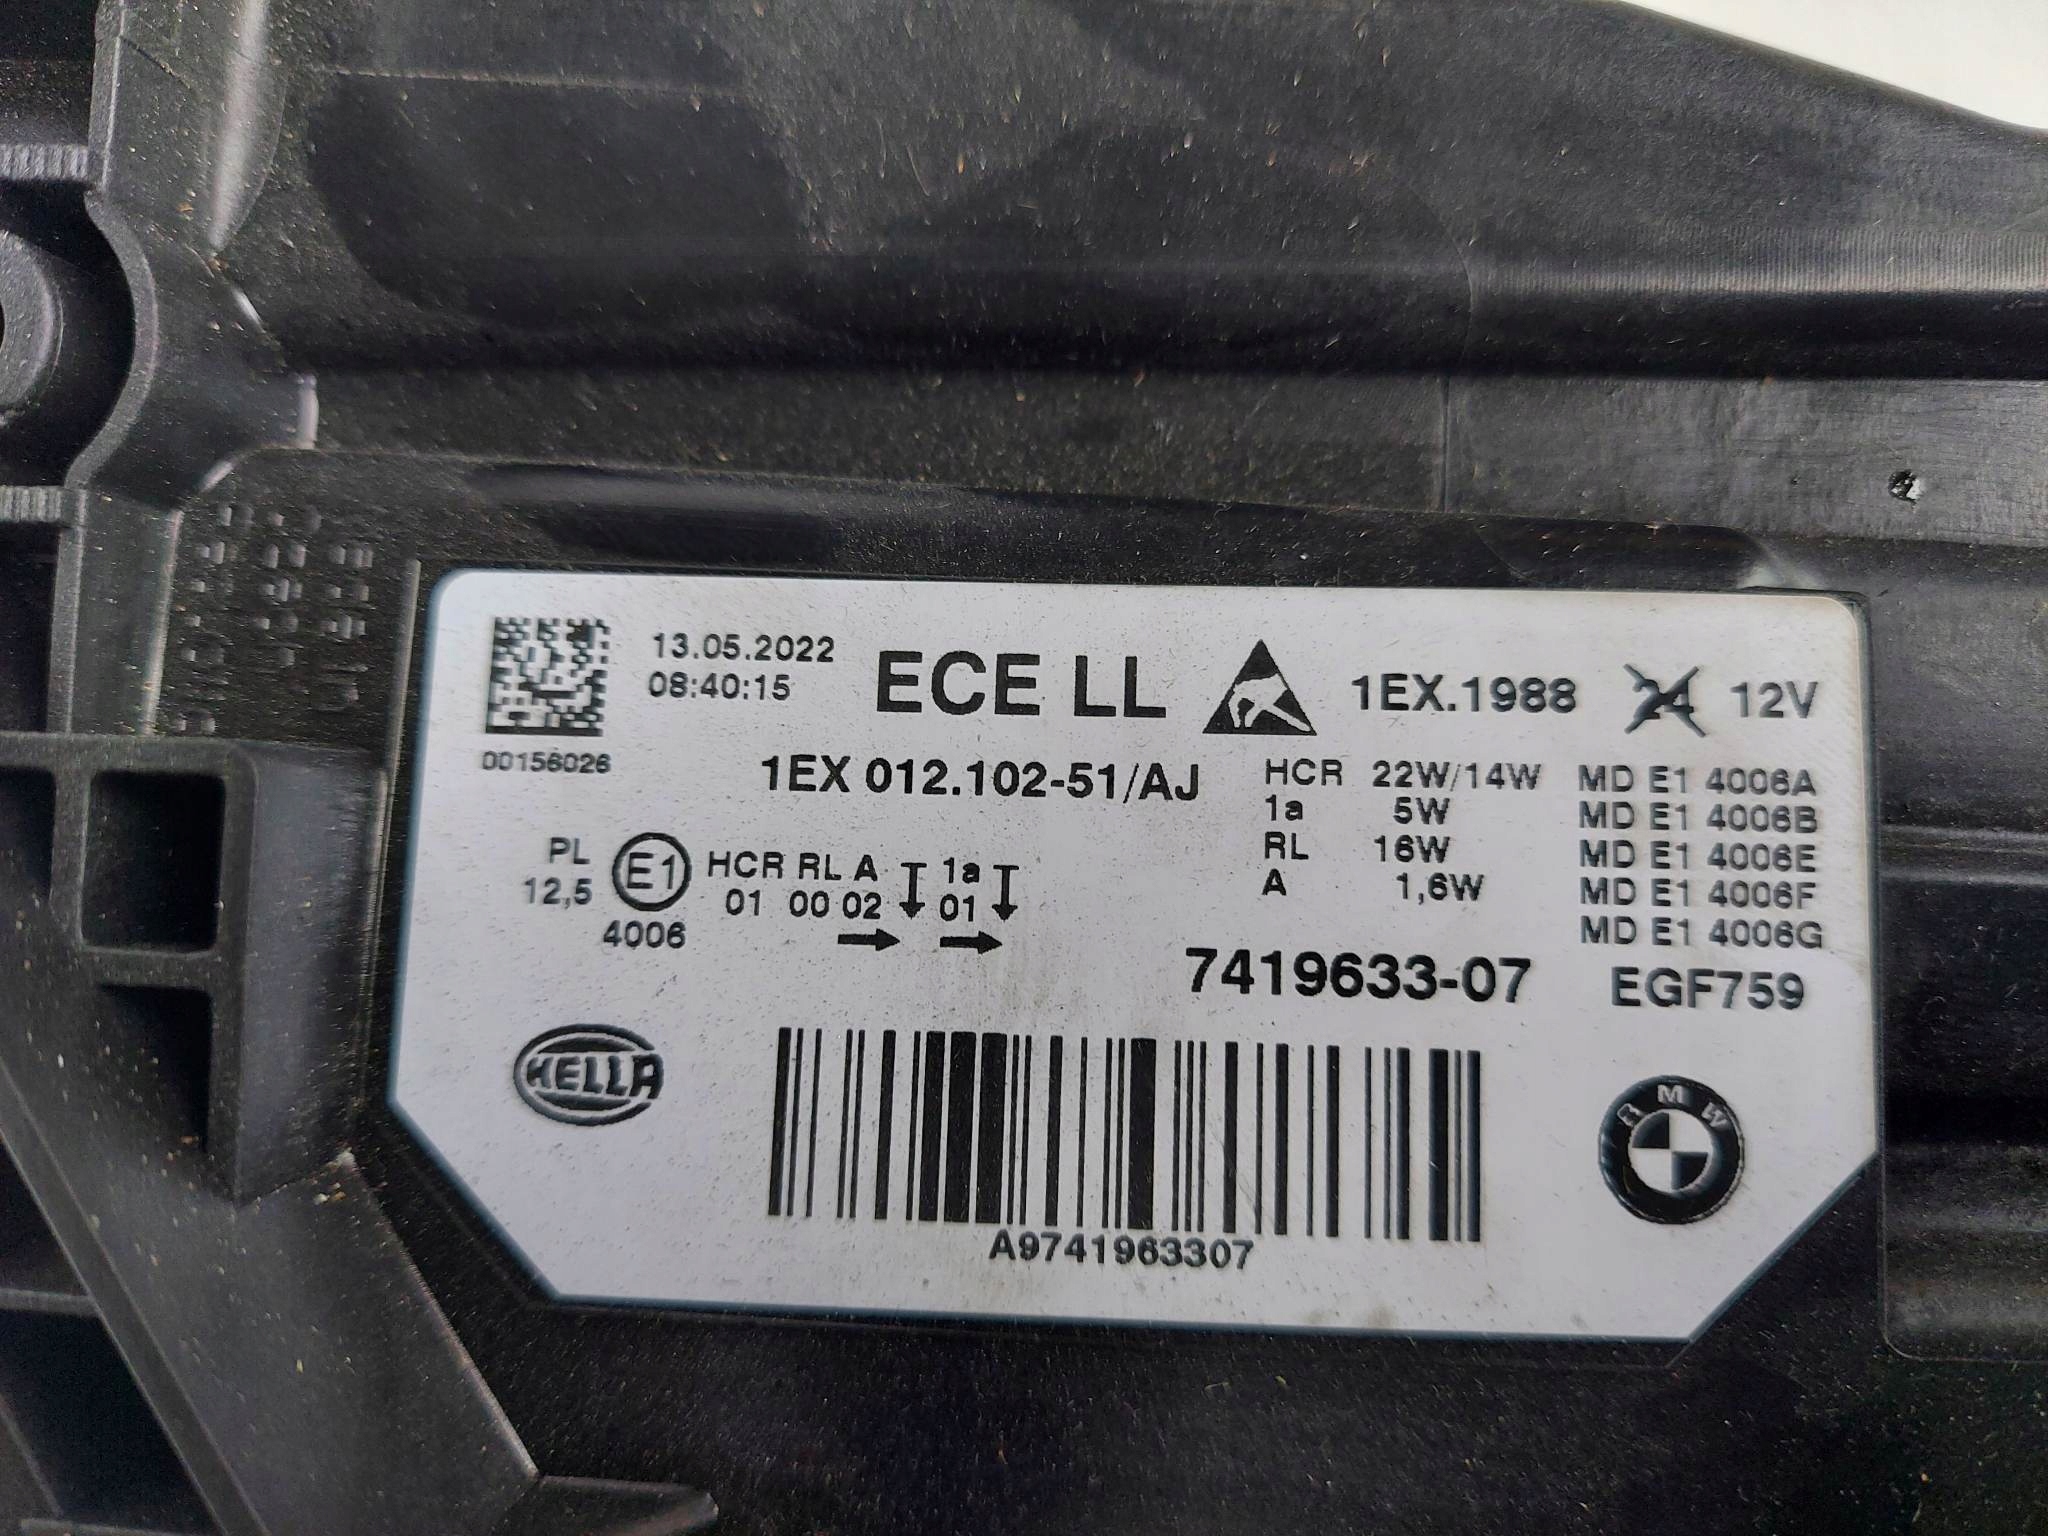 13.05.2022
08:40:15
ECE LL
1EX.1988
24 12V
00156026
1EX 012.102-51/AJ
HCR 22W/14W MD E1 4006A
1a 5W MD E1 4006B
RL 16W MD E1 4006E
A 1,6W MD E1 4006F
MD E1 4006G
PL
12,5
E1
4006
HCR RL A 1a
01 00 02 01
7419633-07
EGF759
HELLA
BMW
A9741963307